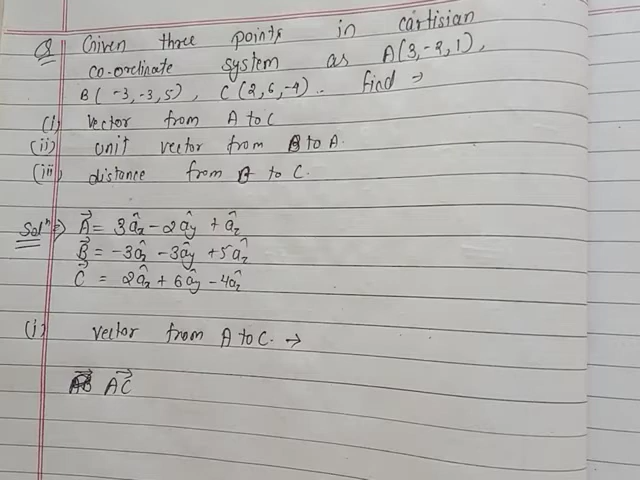 Q Given three points in cartisian
co-ordinate system as A(3,-2,1),
B(-3,-3,5), C(2,6,-4).. find →
(i) vector from A to C
(ii) unit vector from B to A.
(iii) distance from B to C.
Solⁿ ⇒ A⃗ = 3âx - 2ây + âz
B⃗ = -3âx - 3ây + 5âz
C⃗ = 2âx + 6ây - 4âz
(i) vector from A to C. →
AC⃗